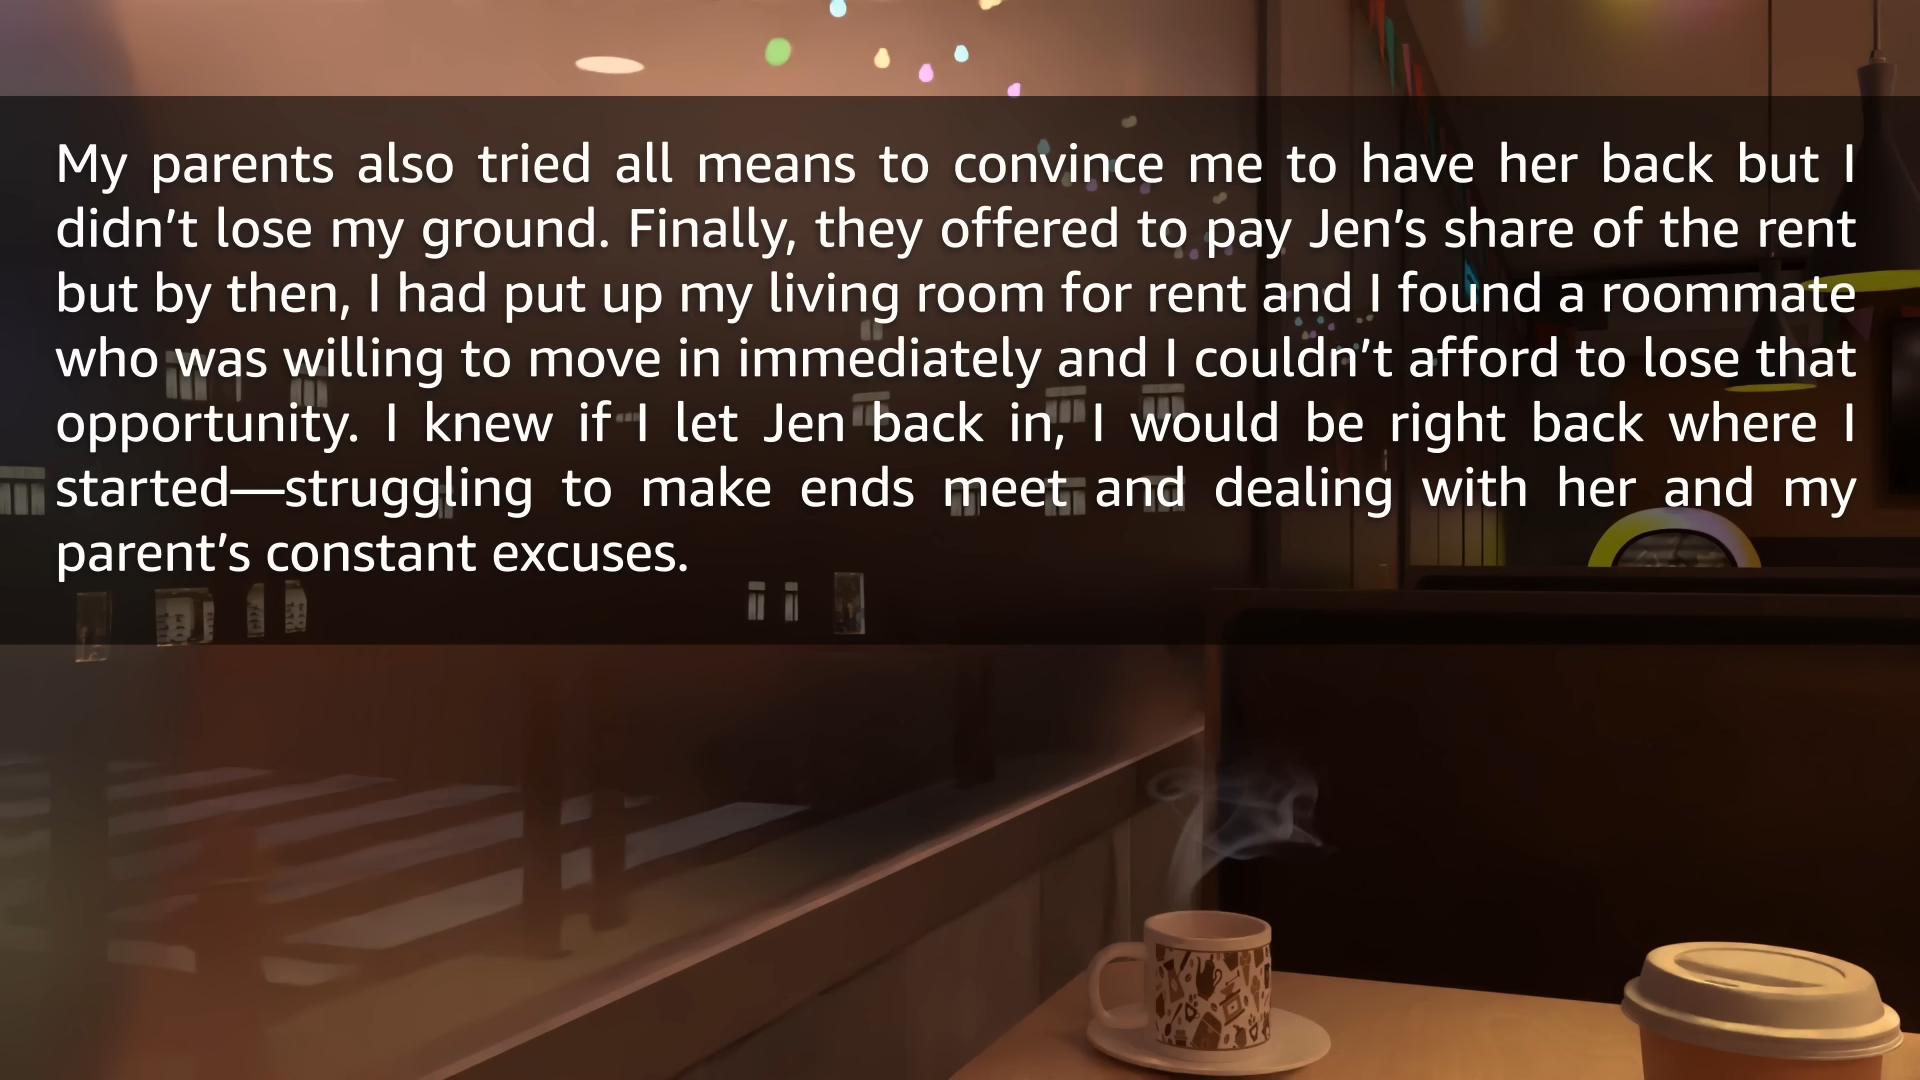 My parents also tried all means to convince me to have her back but I
didn’t lose my ground. Finally, they offered to pay Jen’s share of the rent
but by then, I had put up my living room for rent and I found a roommate
who was willing to move in immediately and I couldn’t afford to lose that
opportunity. I knew if I let Jen back in, I would be right back where I
started—struggling to make ends meet and dealing with her and my
parent’s constant excuses.